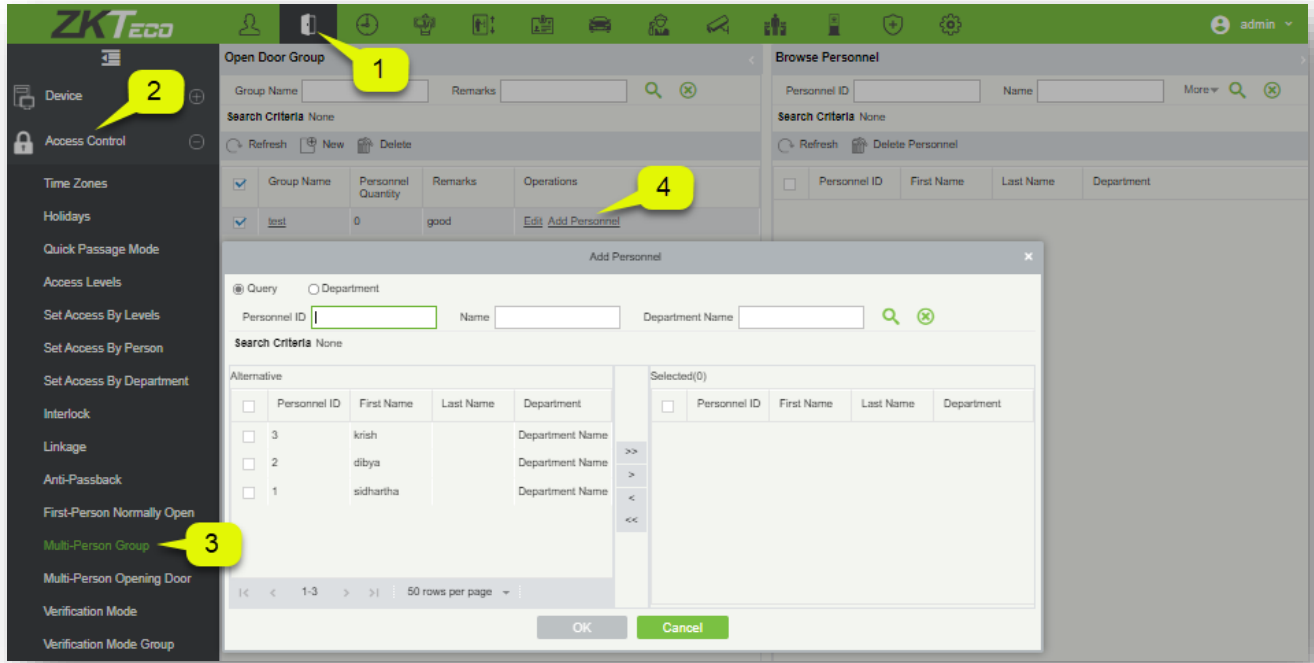 ZKTeco
admin
1
2
3
4
Device
Access Control
Time Zones
Holidays
Quick Passage Mode
Access Levels
Set Access By Levels
Set Access By Person
Set Access By Department
Interlock
Linkage
Anti-Passback
First-Person Normally Open
Multi-Person Group
Multi-Person Opening Door
Verification Mode
Verification Mode Group
Open Door Group
Group Name Remarks
Search Criteria None
Refresh New Delete
Group Name Personnel Quantity Remarks Operations
test 0 good Edit Add Personnel
Browse Personnel
Personnel ID Name More
Search Criteria None
Refresh Delete Personnel
Personnel ID First Name Last Name Department
Add Personnel ×
Query Department
Personnel ID Name Department Name
Search Criteria None
Alternative
Personnel ID First Name Last Name Department
3 krish Department Name
2 dibya Department Name
1 sidhartha Department Name
|< < 1-3 > >| 50 rows per page
>>
>
<
<<
Selected(0)
Personnel ID First Name Last Name Department
OK Cancel